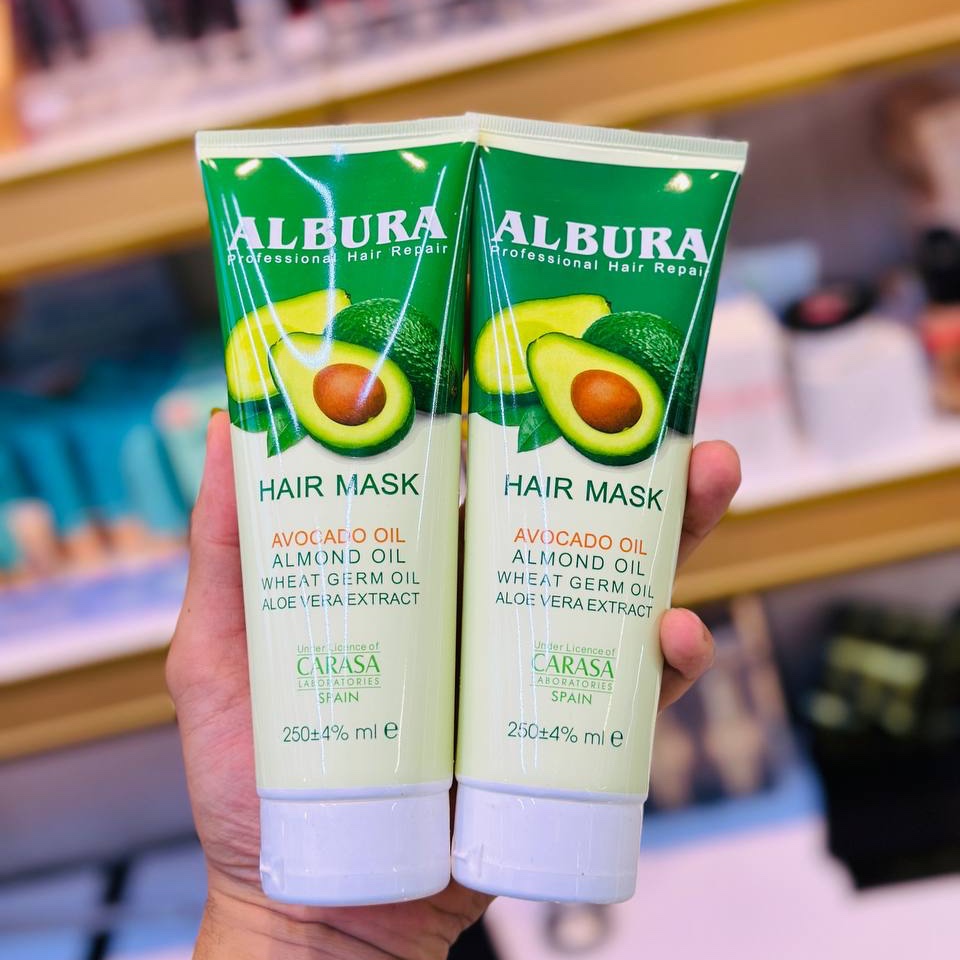 ALBURA
Professional Hair Repair
HAIR MASK
AVOCADO OIL
ALMOND OIL
WHEAT GERM OIL
ALOE VERA EXTRACT
Under Licence of
CARASA
LABORATORIES
SPAIN
250±4% ml ℮
ALBURA
Professional Hair Repair
HAIR MASK
AVOCADO OIL
ALMOND OIL
WHEAT GERM OIL
ALOE VERA EXTRACT
Under Licence of
CARASA
LABORATORIES
SPAIN
250±4% ml ℮